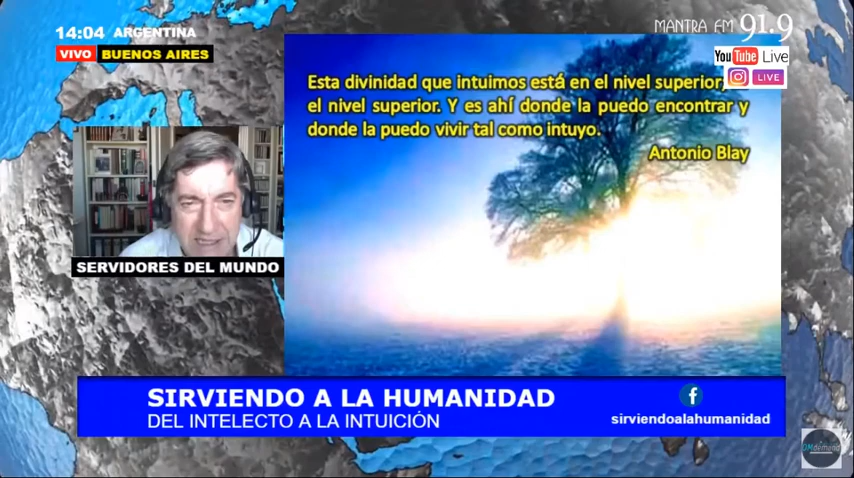 14:04 ARGENTINA
VIVO BUENOS AIRES
MANTRA FM 91.9
YouTube Live
LIVE
Esta divinidad que intuimos está en el nivel superior,
el nivel superior. Y es ahí donde la puedo encontrar y
donde la puedo vivir tal como intuyo.
Antonio Blay
SERVIDORES DEL MUNDO
SIRVIENDO A LA HUMANIDAD
DEL INTELECTO A LA INTUICIÓN
sirviendoalahumanidad